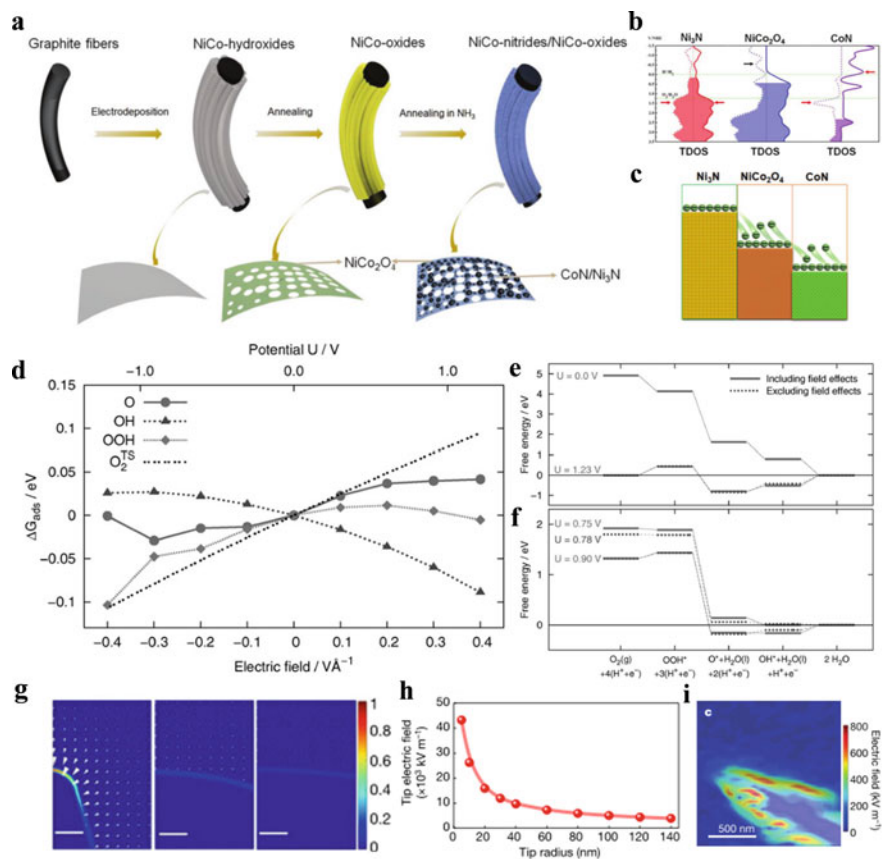 a
Graphite fibers
NiCo-hydroxides
NiCo-oxides
NiCo-nitrides/NiCo-oxides
Electrodeposition
Annealing
Annealing in NH₃
NiCo₂O₄
CoN/Ni₃N
b
Ni₃N
NiCo₂O₄
CoN
TDOS
TDOS
TDOS
c
Ni₃N
NiCo₂O₄
CoN
d
Potential U / V
−1.0
0.0
1.0
0.15
0.1
0.05
0
−0.05
−0.1
ΔG_ads / eV
O
OH
OOH
O₂^TS
−0.4
−0.3
−0.2
−0.1
0
0.1
0.2
0.3
0.4
Electric field / VÅ⁻¹
e
5
4
3
2
1
0
−1
Free energy / eV
U = 0.0 V
U = 1.23 V
Including field effects
Excluding field effects
f
2
1
0
Free energy / eV
U = 0.75 V
U = 0.78 V
U = 0.90 V
O₂(g)
+4(H⁺+e⁻)
OOH*
+3(H⁺+e⁻)
O*+H₂O(l)
+2(H⁺+e⁻)
OH*+H₂O(l)
+H⁺+e⁻
2 H₂O
g
1
0.8
0.6
0.4
0.2
0
h
Tip electric field
(×10³ kV m⁻¹)
50
40
30
20
10
0
0
20
40
60
80
100
120
140
Tip radius (nm)
i
c
500 nm
800
600
400
200
0
Electric field (kV m⁻¹)